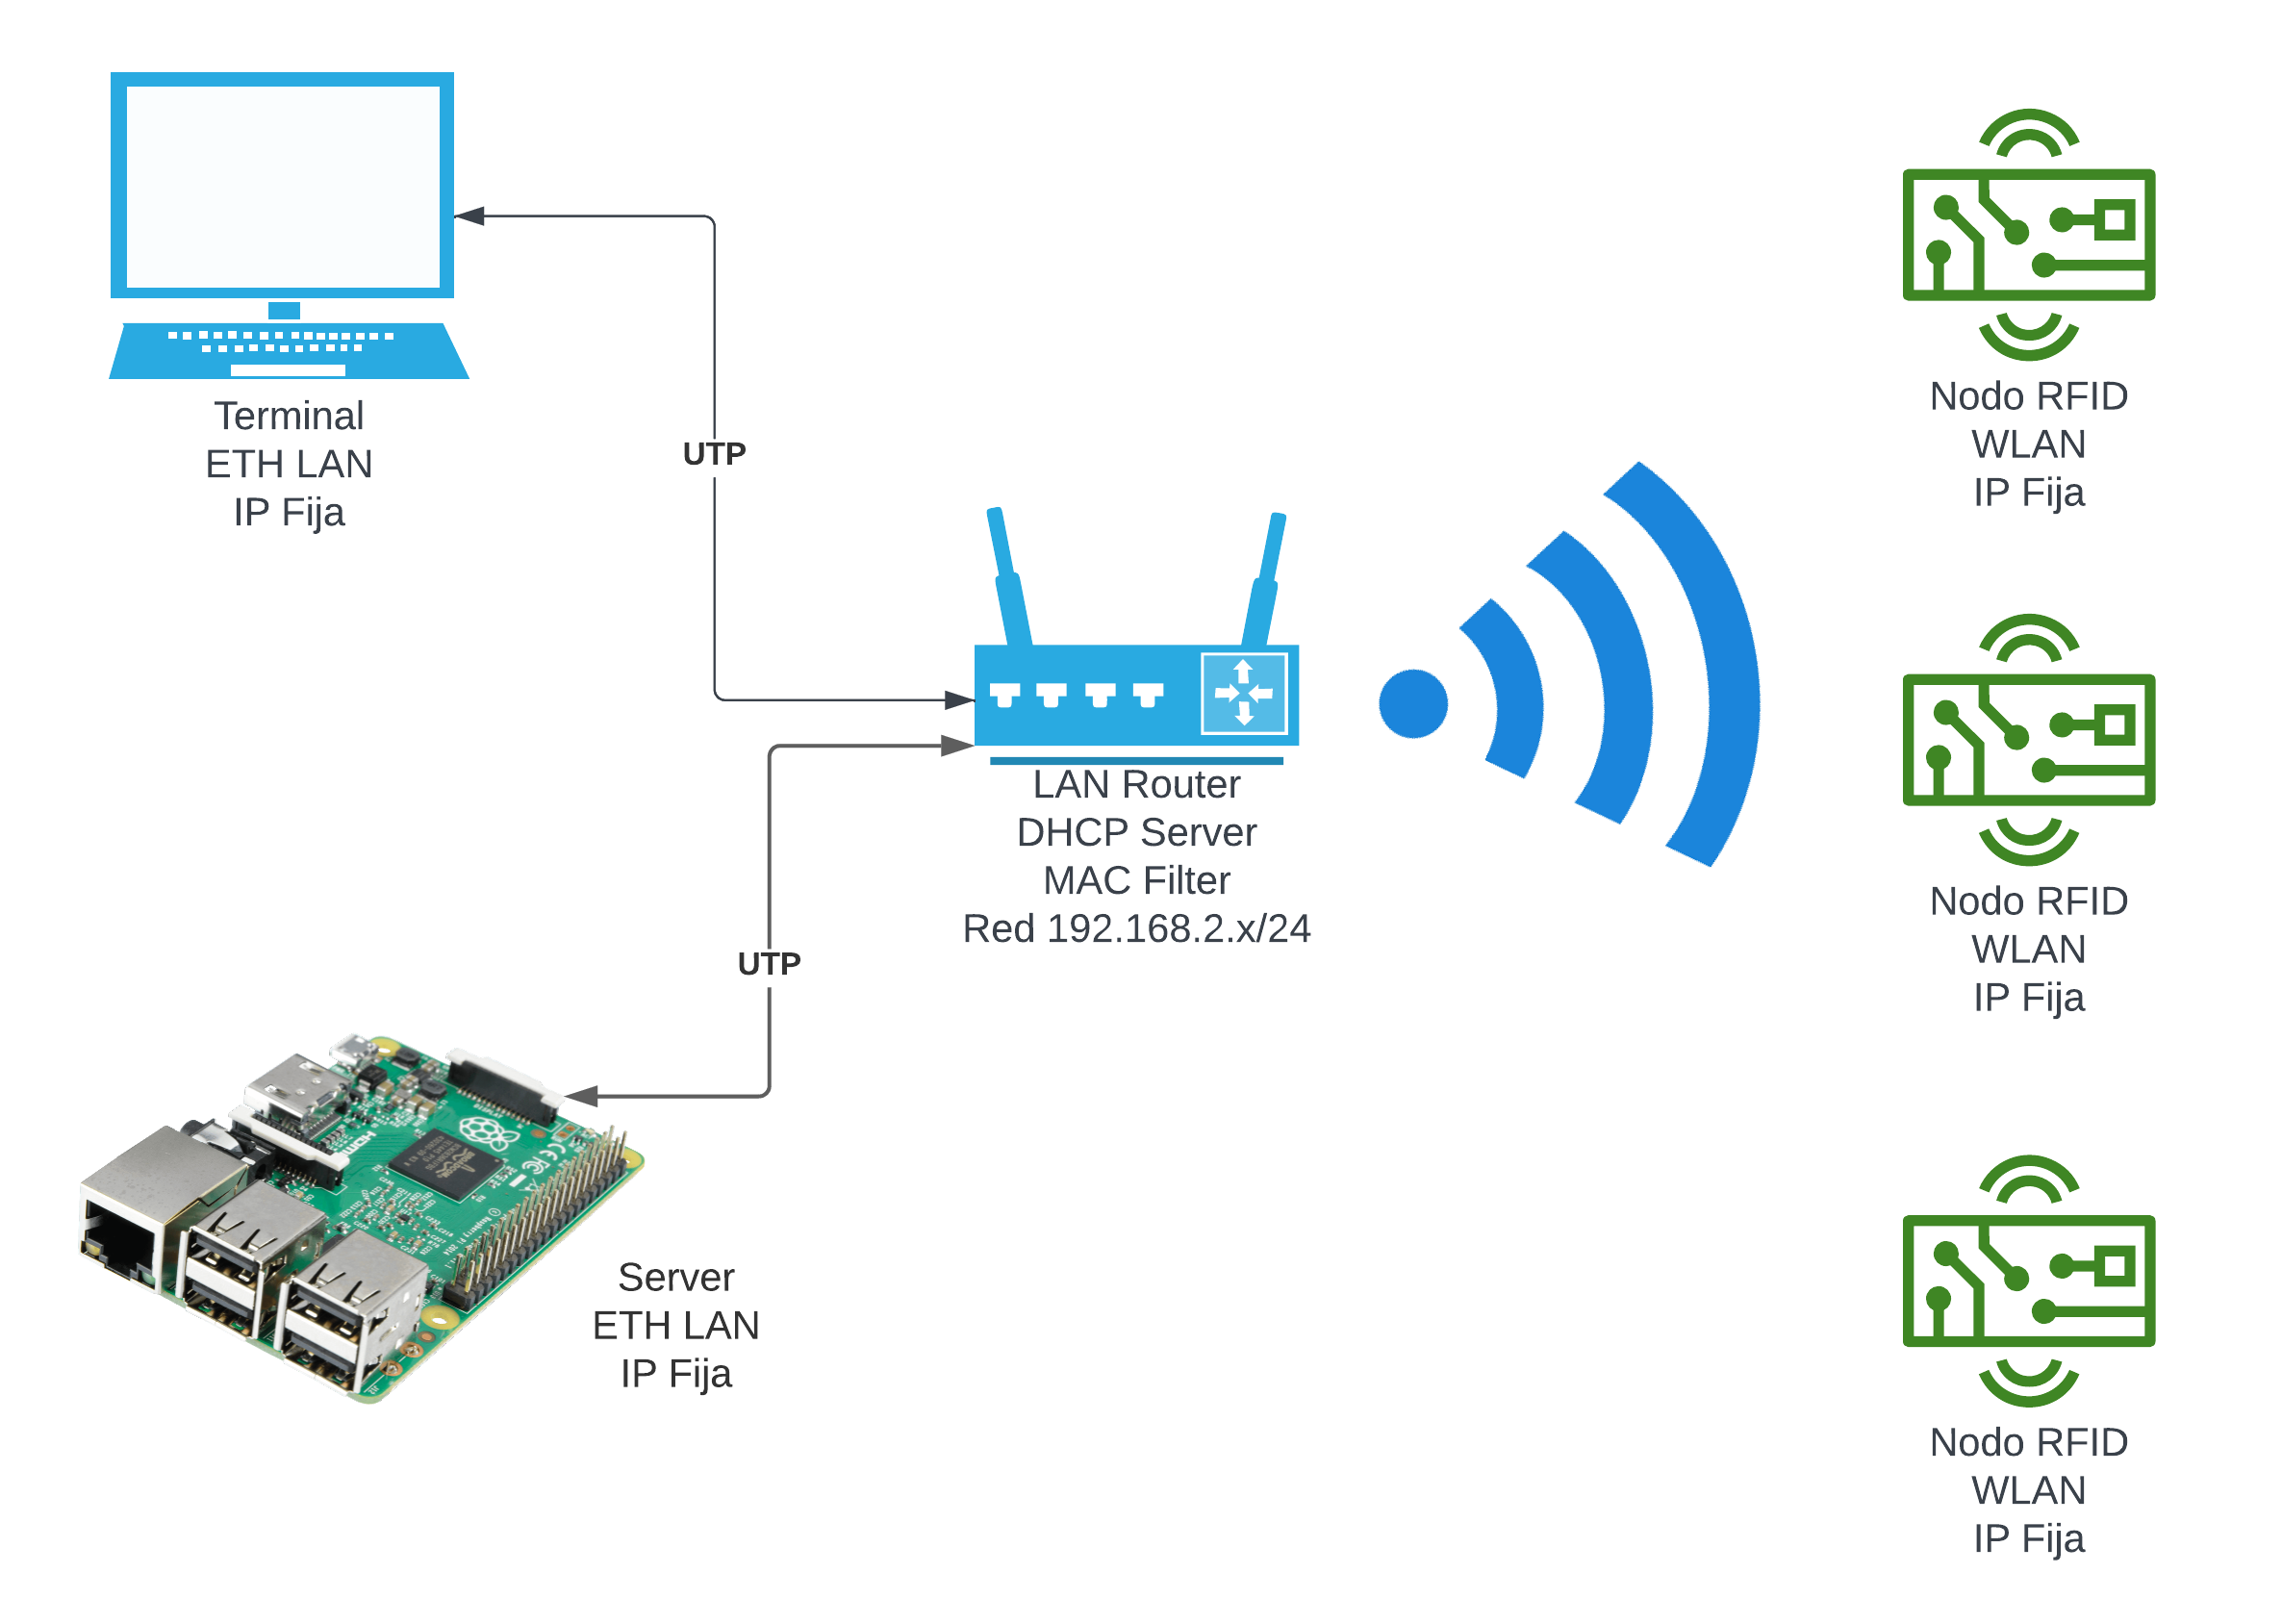 Terminal
ETH LAN
IP Fija
UTP
LAN Router
DHCP Server
MAC Filter
Red 192.168.2.x/24
UTP
Server
ETH LAN
IP Fija
Nodo RFID
WLAN
IP Fija
Nodo RFID
WLAN
IP Fija
Nodo RFID
WLAN
IP Fija